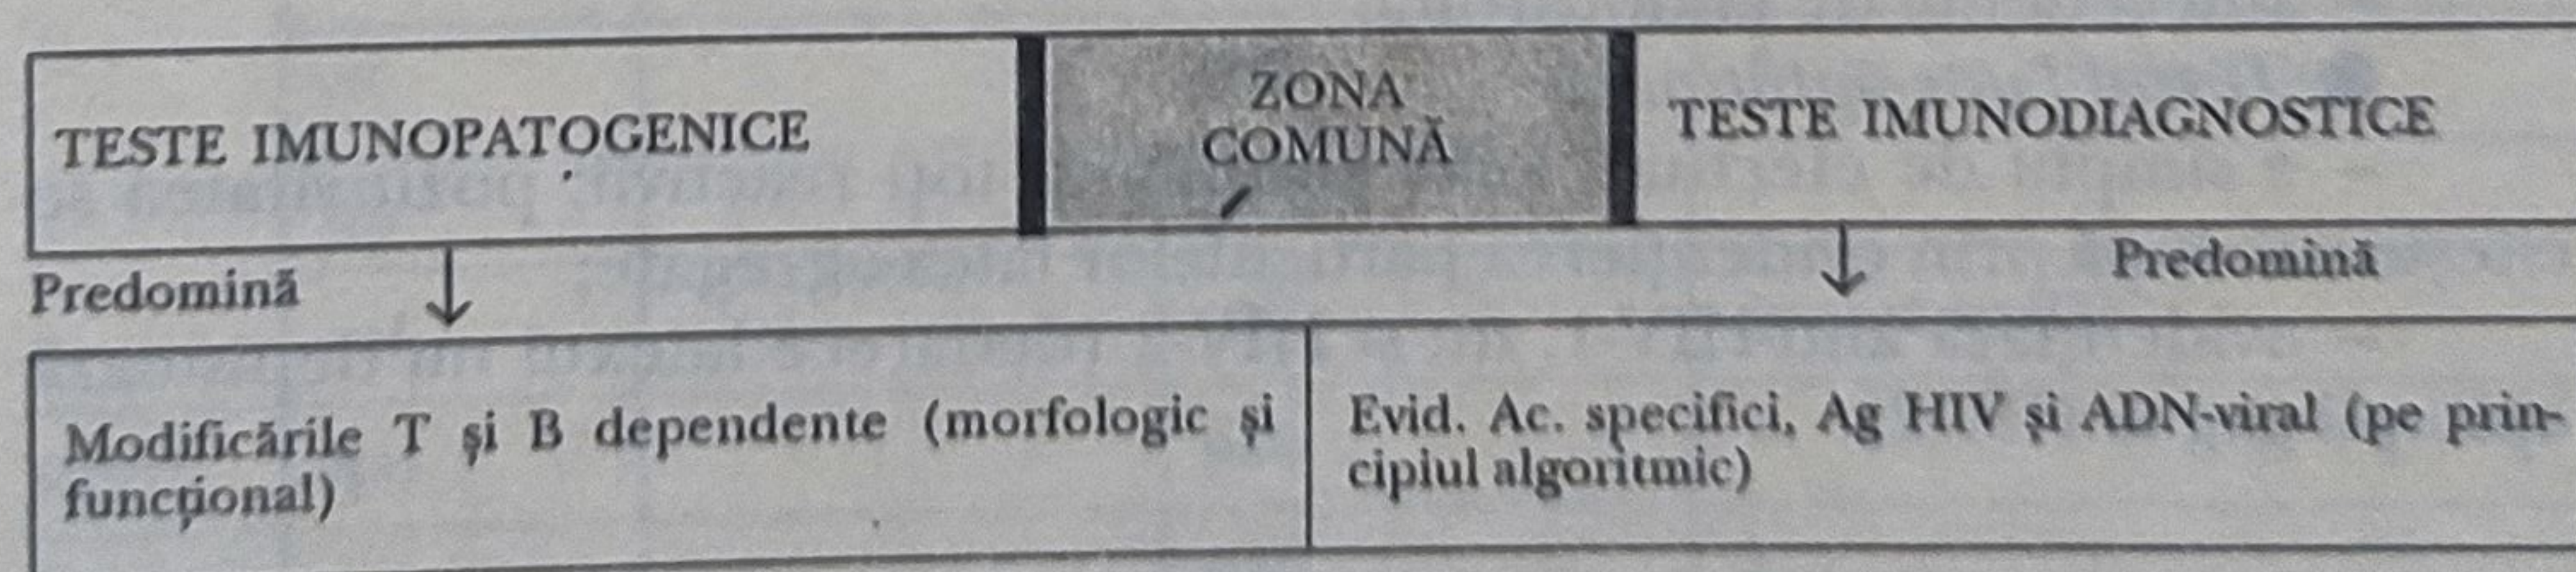 TESTE IMUNOPATOGENICE
ZONA
COMUNĂ
TESTE IMUNODIAGNOSTICE
Predomină
Predomină
Modificările T și B dependente (morfologic și
funcțional)
Evid. Ac. specifici, Ag HIV și ADN-viral (pe prin-
cipiul algoritmic)